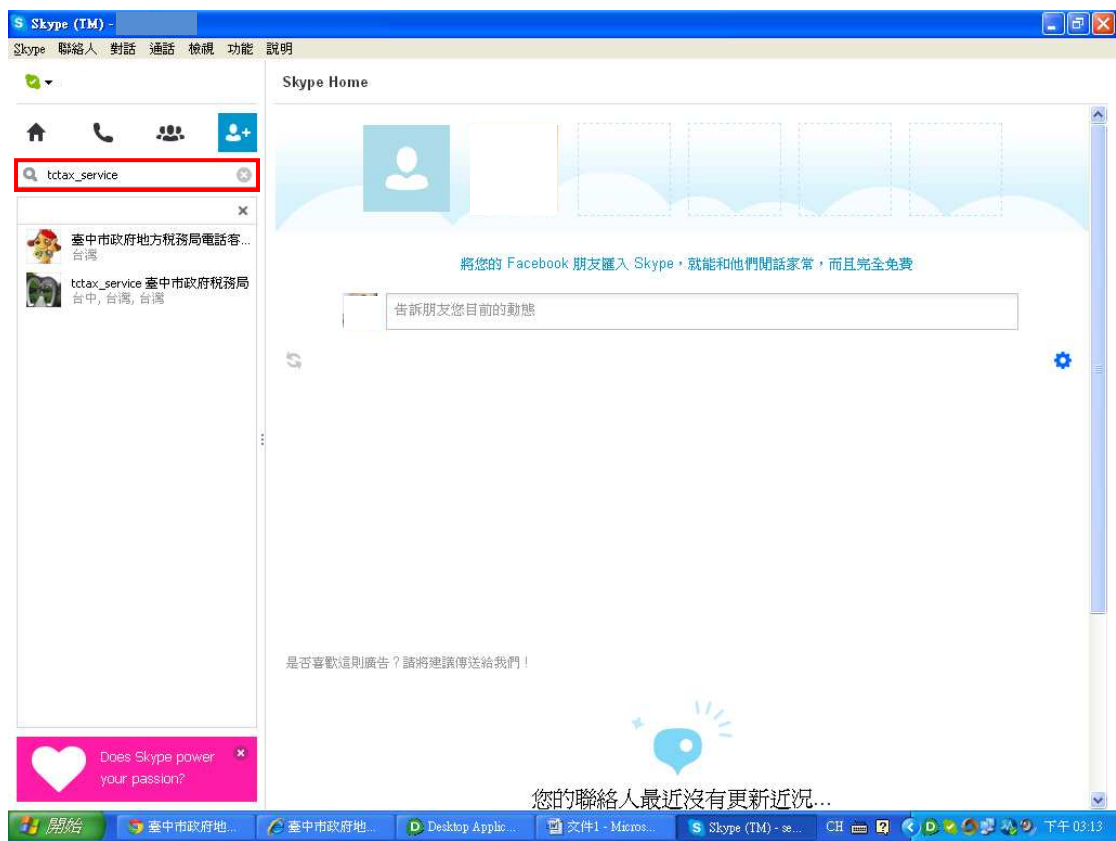 Skype (TM) -
Skype 聯絡人 對話 通話 檢視 功能 說明
Skype Home
tctax_service
臺中市政府地方稅務局電話客...
台灣
tctax_service 臺中市政府稅務局
台中, 台灣, 台灣
將您的 Facebook 朋友匯入 Skype，就能和他們閒話家常，而且完全免費
告訴朋友您目前的動態
是否喜歡這則廣告？請將建議傳送給我們！
Does Skype power
your passion?
您的聯絡人最近沒有更新近況...
開始 臺中市政府地... 臺中市政府地... Desktop Applic... 文件1 - Micros... Skype (TM) - se... CH 下午 03:13